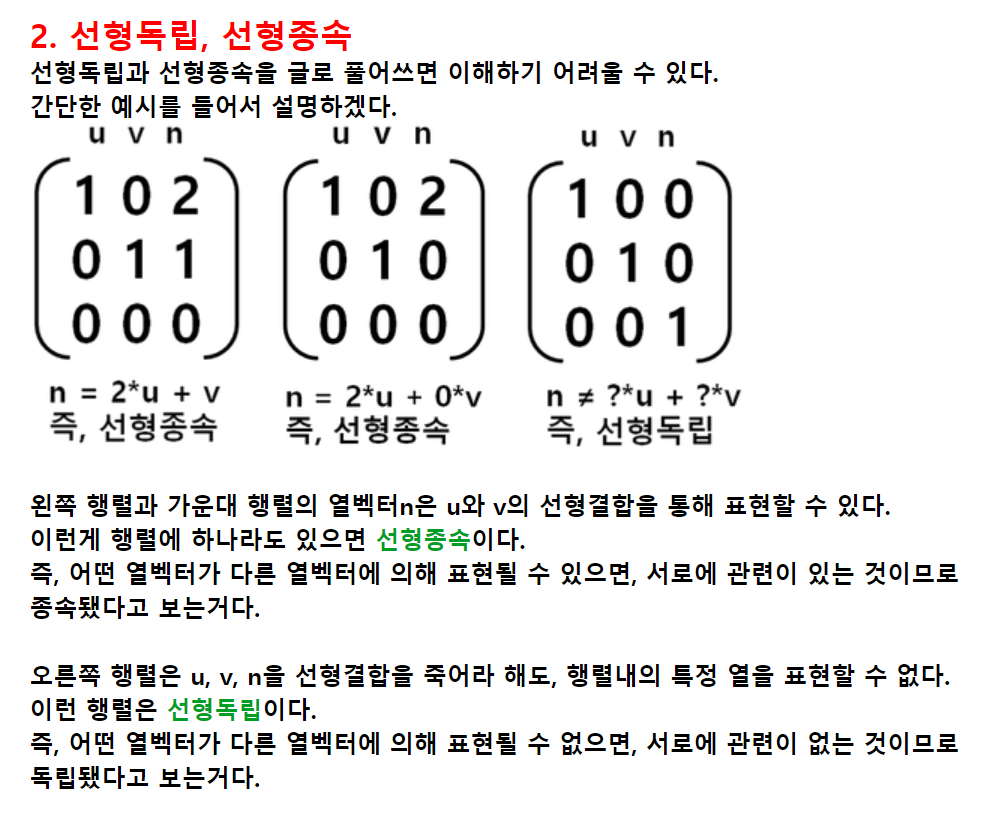 2. 선형독립, 선형종속
선형독립과 선형종속을 글로 풀어쓰면 이해하기 어려울 수 있다.
간단한 예시를 들어서 설명하겠다.
u v n
1 0 2
0 1 1
0 0 0
n = 2*u + v
즉, 선형종속
u v n
1 0 2
0 1 0
0 0 0
n = 2*u + 0*v
즉, 선형종속
u v n
1 0 0
0 1 0
0 0 1
n ≠ ?*u + ?*v
즉, 선형독립
왼쪽 행렬과 가운대 행렬의 열벡터n은 u와 v의 선형결합을 통해 표현할 수 있다.
이런게 행렬에 하나라도 있으면 선형종속이다.
즉, 어떤 열벡터가 다른 열벡터에 의해 표현될 수 있으면, 서로에 관련이 있는 것이므로
종속됐다고 보는거다.
오른쪽 행렬은 u, v, n을 선형결합을 죽어라 해도, 행렬내의 특정 열을 표현할 수 없다.
이런 행렬은 선형독립이다.
즉, 어떤 열벡터가 다른 열벡터에 의해 표현될 수 없으면, 서로에 관련이 없는 것이므로
독립됐다고 보는거다.